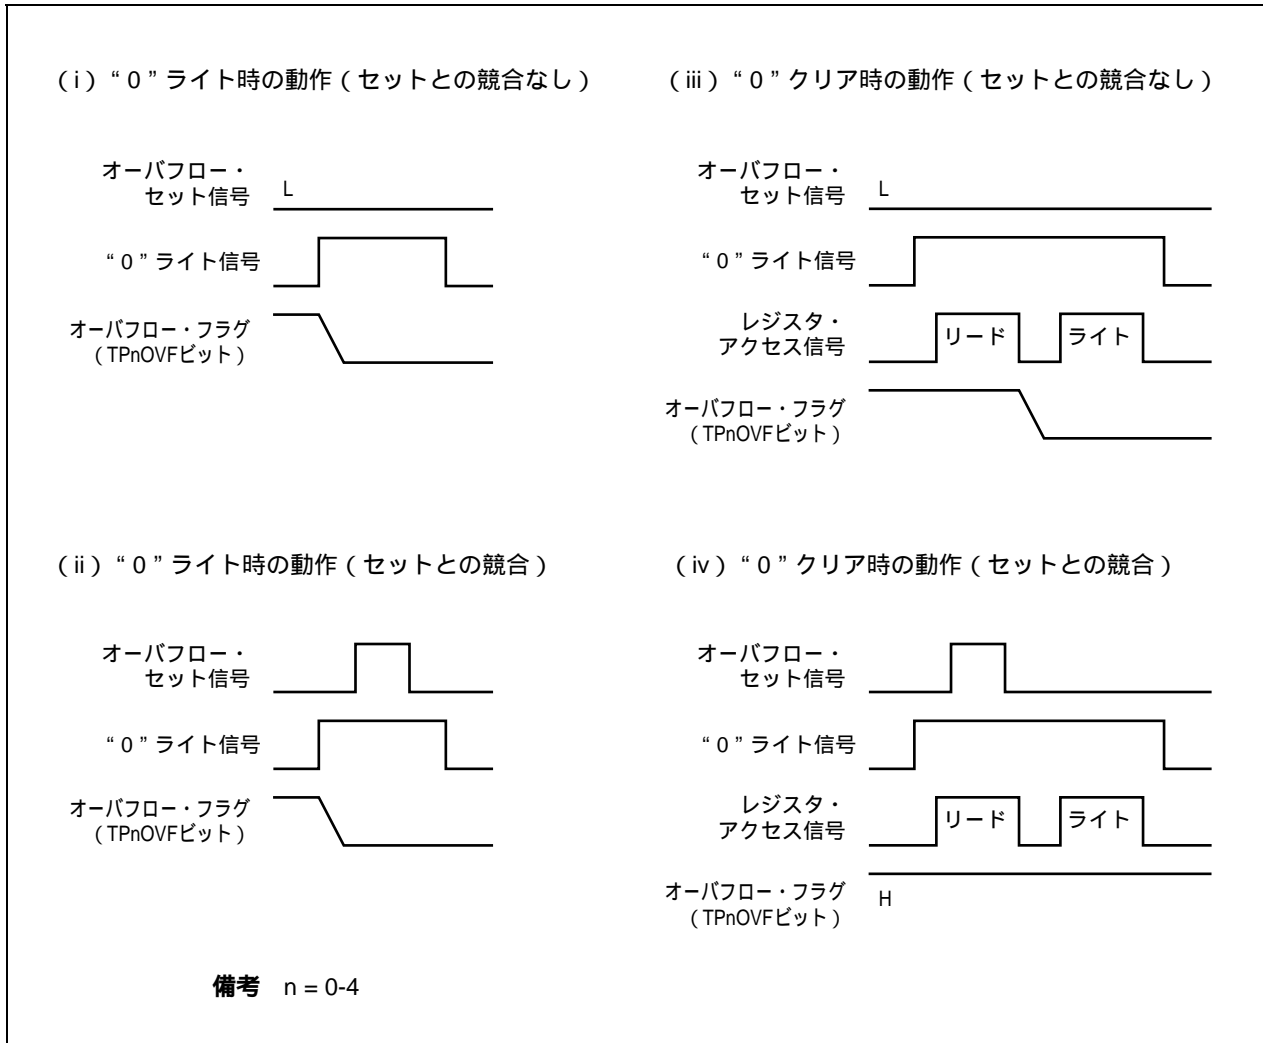 （i）“０”ライト時の動作（セットとの競合なし）
オーバフロー・
セット信号
L
“０”ライト信号
オーバフロー・フラグ
（TPnOVFビット）
（iii）“０”クリア時の動作（セットとの競合なし）
オーバフロー・
セット信号
L
“０”ライト信号
レジスタ・
アクセス信号
リード
ライト
オーバフロー・フラグ
（TPnOVFビット）
（ii）“０”ライト時の動作（セットとの競合）
オーバフロー・
セット信号
“０”ライト信号
オーバフロー・フラグ
（TPnOVFビット）
（iv）“０”クリア時の動作（セットとの競合）
オーバフロー・
セット信号
“０”ライト信号
レジスタ・
アクセス信号
リード
ライト
オーバフロー・フラグ
（TPnOVFビット）
H
備考 n = 0-4